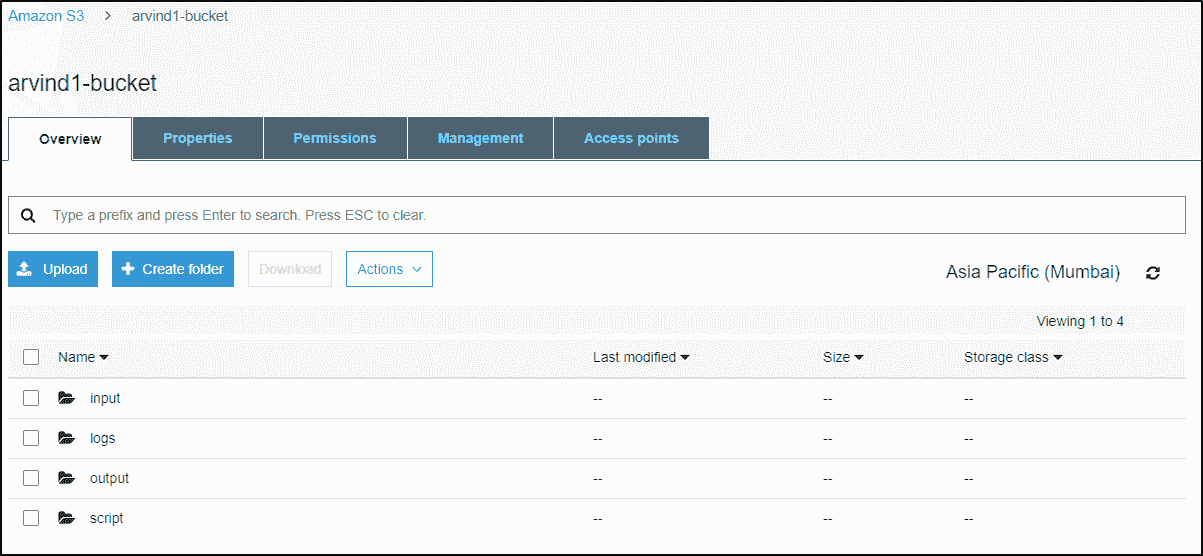 Amazon S3 > arvind1-bucket
arvind1-bucket
Overview Properties Permissions Management Access points
Type a prefix and press Enter to search. Press ESC to clear.
Upload Create folder Download Actions Asia Pacific (Mumbai)
Viewing 1 to 4
Name Last modified Size Storage class
input -- -- --
logs -- -- --
output -- -- --
script -- -- --